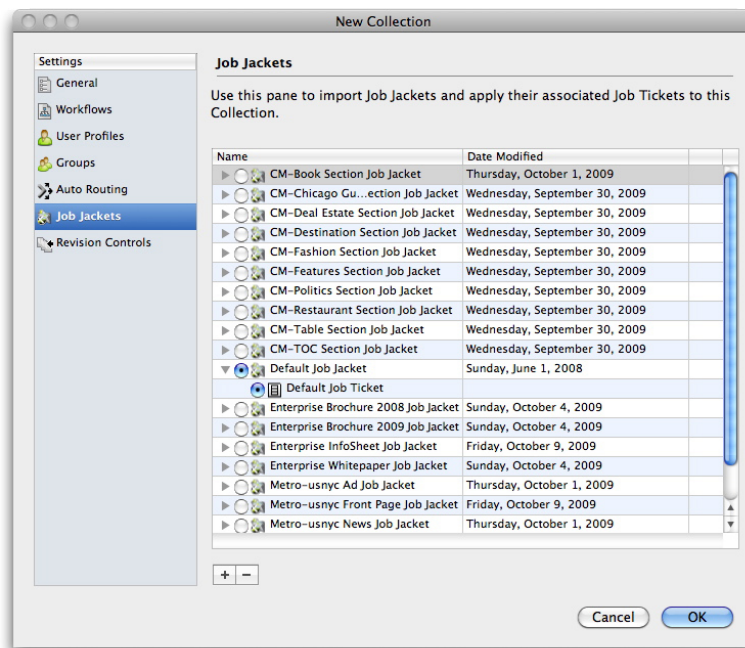 New Collection
Settings
General
Workflows
User Profiles
Groups
Auto Routing
Job Jackets
Revision Controls
Job Jackets
Use this pane to import Job Jackets and apply their associated Job Tickets to this
Collection.
Name Date Modified
CM-Book Section Job Jacket Thursday, October 1, 2009
CM-Chicago Gu...ection Job Jacket Wednesday, September 30, 2009
CM-Deal Estate Section Job Jacket Wednesday, September 30, 2009
CM-Destination Section Job Jacket Wednesday, September 30, 2009
CM-Fashion Section Job Jacket Wednesday, September 30, 2009
CM-Features Section Job Jacket Wednesday, September 30, 2009
CM-Politics Section Job Jacket Wednesday, September 30, 2009
CM-Restaurant Section Job Jacket Wednesday, September 30, 2009
CM-Table Section Job Jacket Wednesday, September 30, 2009
CM-TOC Section Job Jacket Wednesday, September 30, 2009
Default Job Jacket Sunday, June 1, 2008
Default Job Ticket
Enterprise Brochure 2008 Job Jacket Sunday, October 4, 2009
Enterprise Brochure 2009 Job Jacket Sunday, October 4, 2009
Enterprise InfoSheet Job Jacket Friday, October 9, 2009
Enterprise Whitepaper Job Jacket Sunday, October 4, 2009
Metro-usnyc Ad Job Jacket Thursday, October 1, 2009
Metro-usnyc Front Page Job Jacket Friday, October 9, 2009
Metro-usnyc News Job Jacket Thursday, October 1, 2009
+ −
Cancel OK